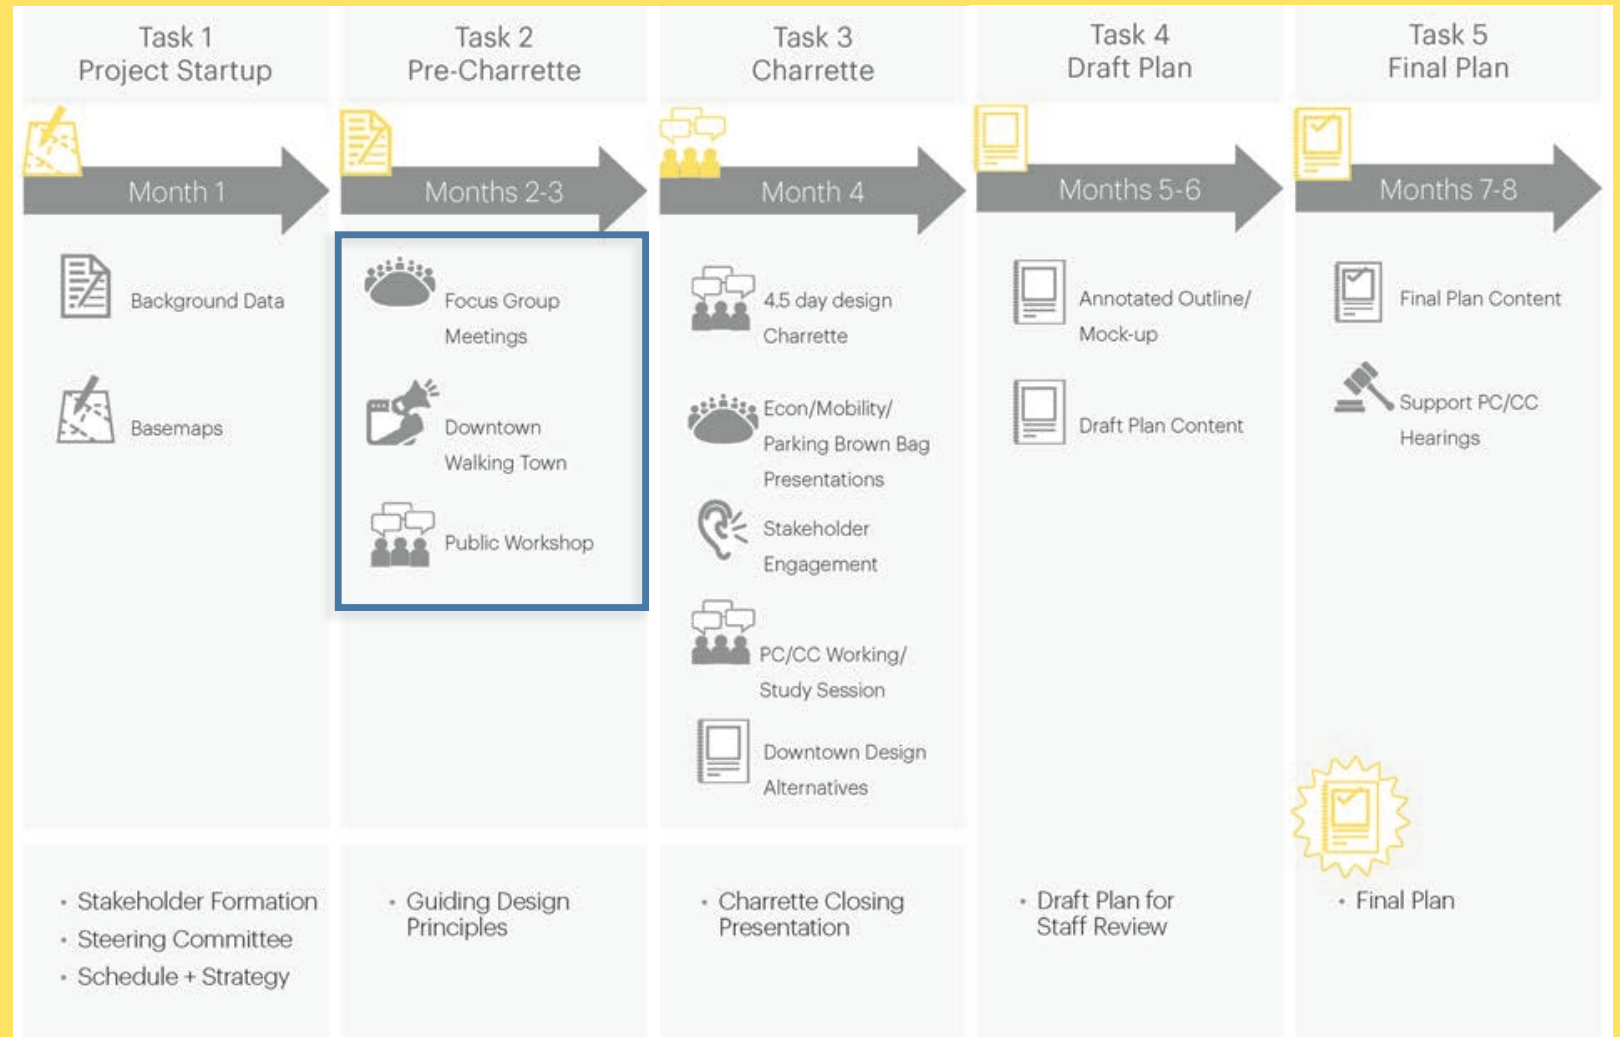 Task 1
Project Startup
Month 1
Background Data
Basemaps
• Stakeholder Formation
• Steering Committee
• Schedule + Strategy
Task 2
Pre-Charrette
Months 2-3
Focus Group
Meetings
Downtown
Walking Town
Public Workshop
• Guiding Design
Principles
Task 3
Charrette
Month 4
4.5 day design
Charrette
Econ/Mobility/
Parking Brown Bag
Presentations
Stakeholder
Engagement
PC/CC Working/
Study Session
Downtown Design
Alternatives
• Charrette Closing
Presentation
Task 4
Draft Plan
Months 5-6
Annotated Outline/
Mock-up
Draft Plan Content
• Draft Plan for
Staff Review
Task 5
Final Plan
Months 7-8
Final Plan Content
Support PC/CC
Hearings
• Final Plan